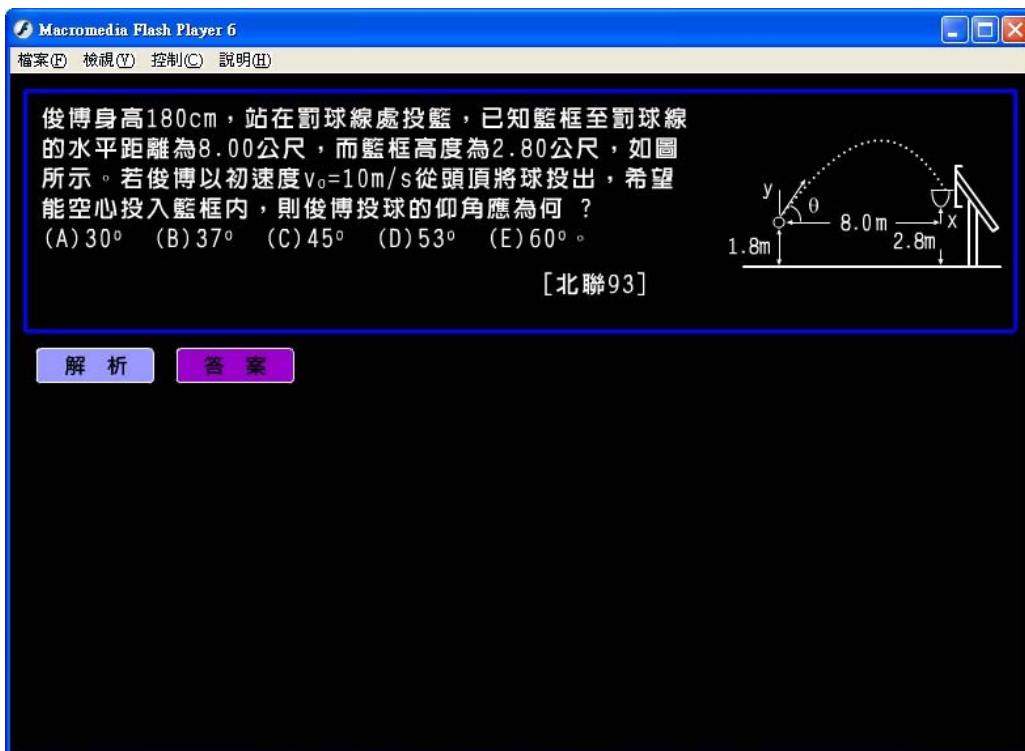 Macromedia Flash Player 6
檔案(F) 檢視(V) 控制(C) 說明(H)
俊博身高180cm，站在罰球線處投籃，已知籃框至罰球線
的水平距離為8.00公尺，而籃框高度為2.80公尺，如圖
所示。若俊博以初速度v₀=10m/s從頭頂將球投出，希望
能空心投入籃框內，則俊博投球的仰角應為何 ？
(A)30° (B)37° (C)45° (D)53° (E)60°。
[北聯93]
y
θ
8.0m
x
1.8m
2.8m
解 析
答 案